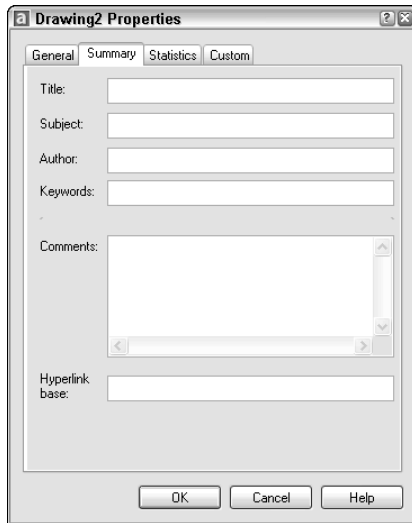 a Drawing2 Properties
General Summary Statistics Custom
Title:
Subject:
Author:
Keywords:
Comments:
Hyperlink
base:
OK Cancel Help